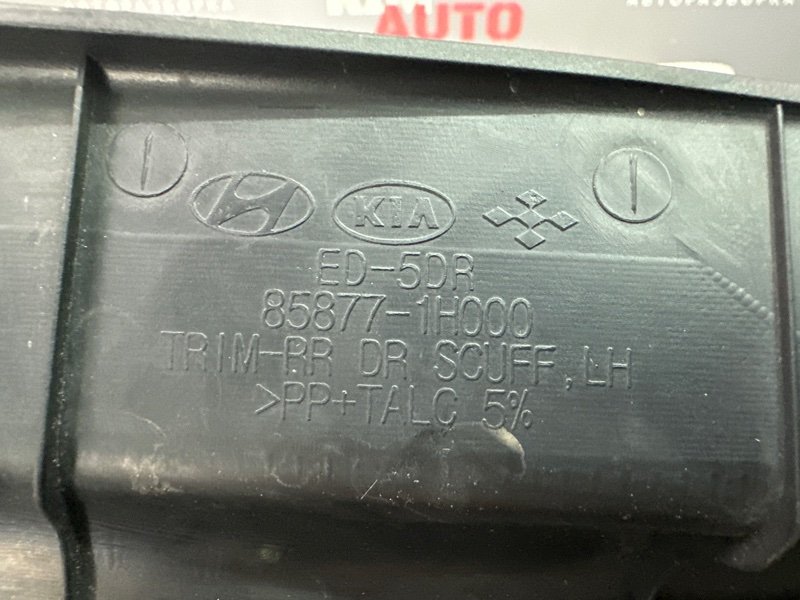 AUTO
KIA
ED-5DR
85877-1H000
TRIM-RR DR SCUFF, LH
>PP+TALC 5%